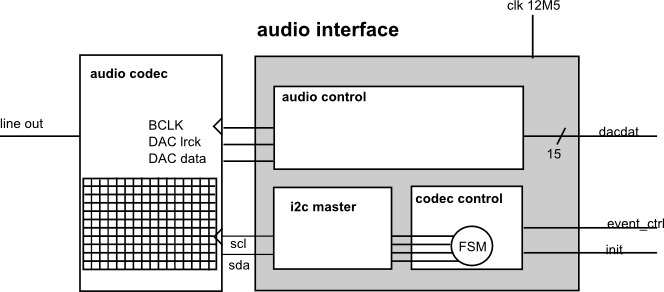 clk 12M5
audio interface
audio codec
audio control
line out
BCLK
DAC lrck
DAC data
dacdat
15
i2c master
codec control
event_ctrl
scl
FSM
init
sda